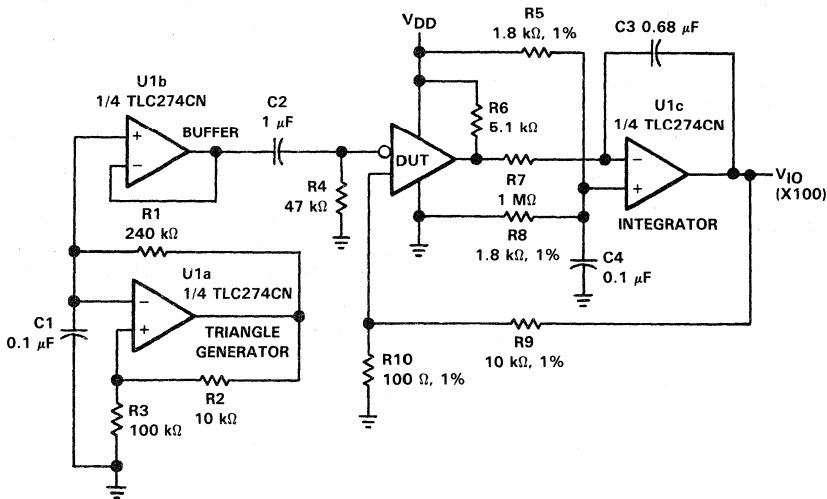 VDD
R5
1.8 kΩ, 1%
C3 0.68 μF
U1b
1/4 TLC274CN
C2
1 μF
BUFFER
+
−
R6
5.1 kΩ
U1c
1/4 TLC274CN
DUT
R4
47 kΩ
R7
1 MΩ
−
+
VIO
(X100)
INTEGRATOR
R8
1.8 kΩ, 1%
C4
0.1 μF
R1
240 kΩ
U1a
1/4 TLC274CN
−
+
TRIANGLE
GENERATOR
C1
0.1 μF
R2
10 kΩ
R3
100 kΩ
R9
10 kΩ, 1%
R10
100 Ω, 1%